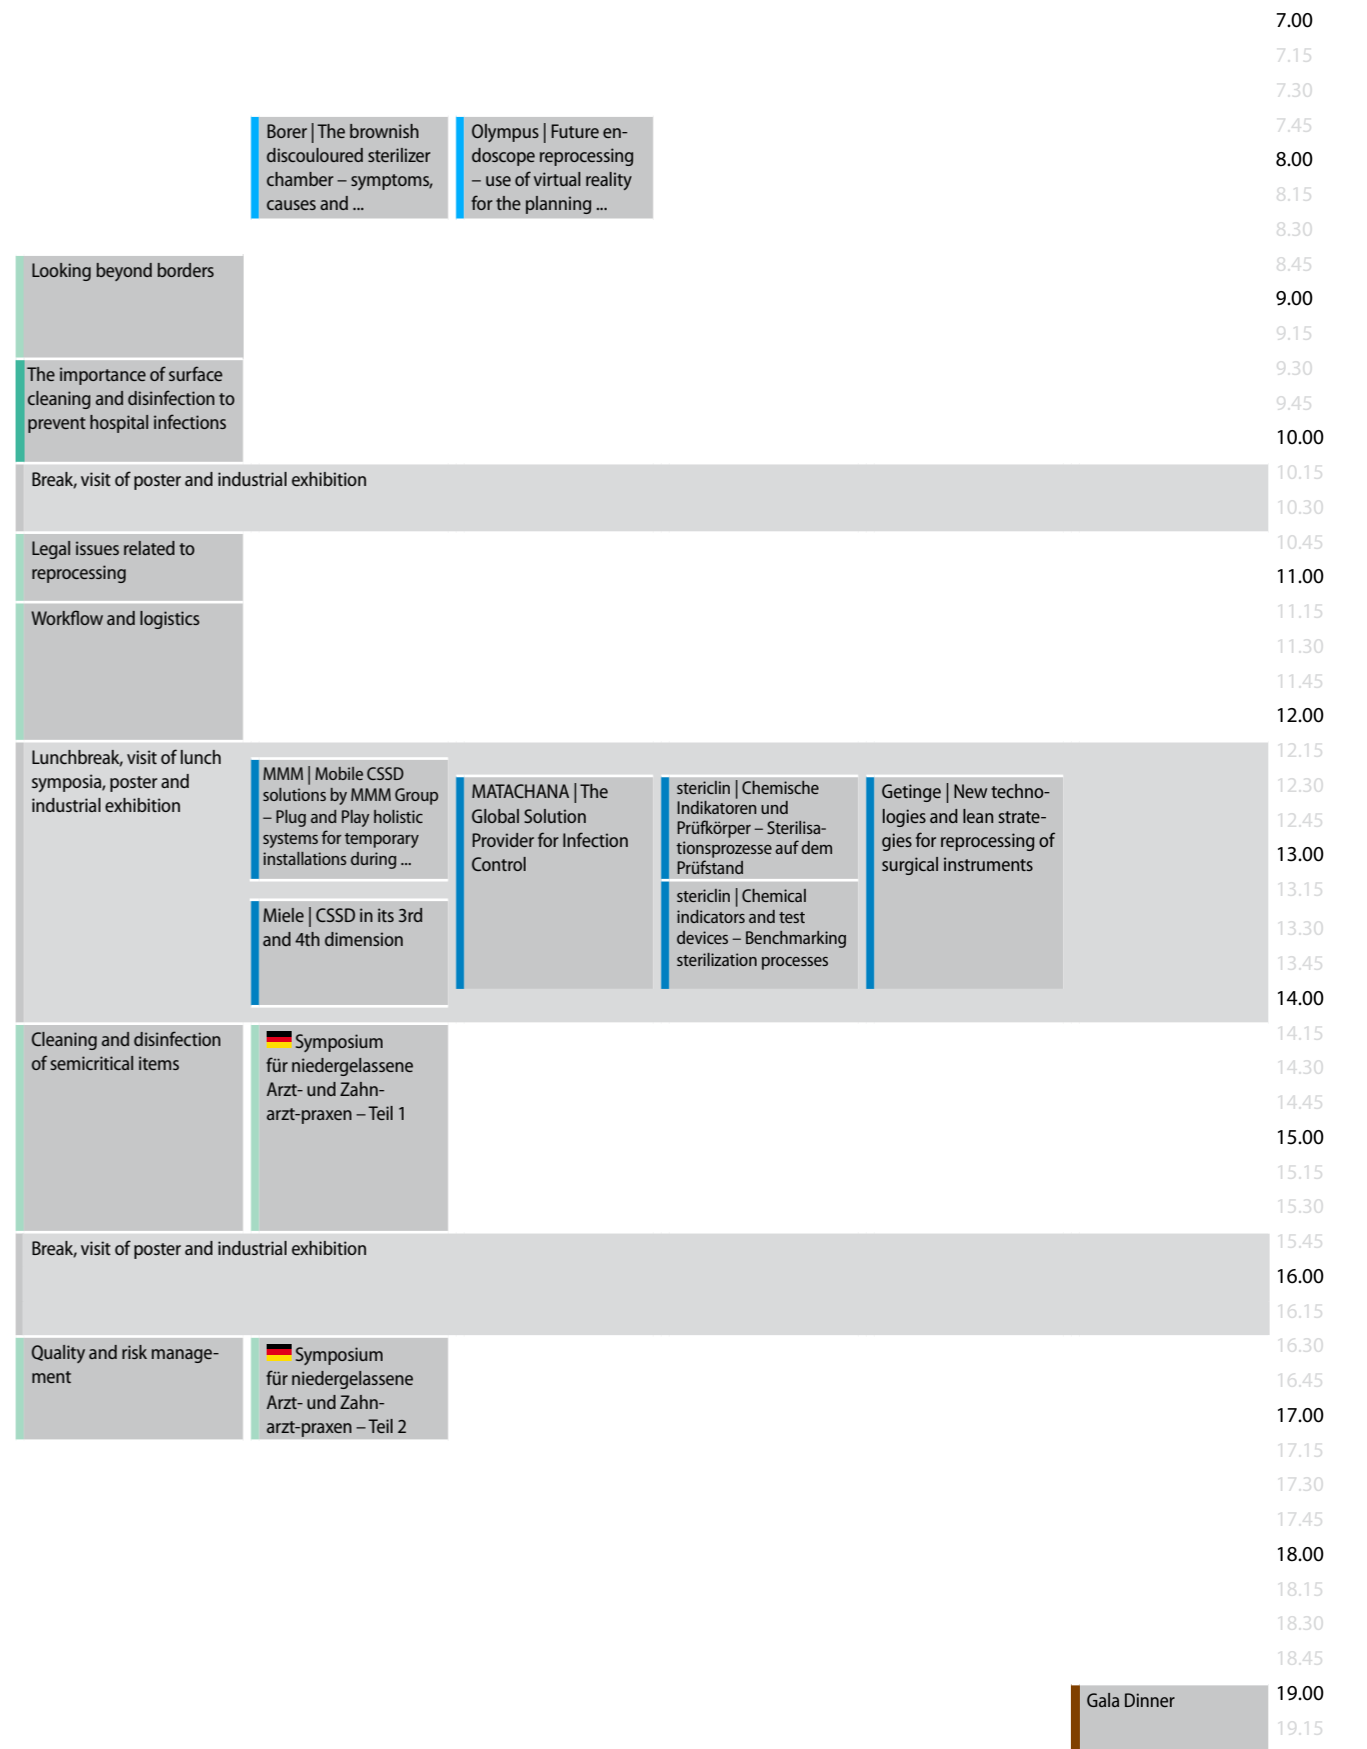 7.00
7.15
7.30
7.45
8.00
8.15
8.30
8.45
9.00
9.15
9.30
9.45
10.00
10.15
10.30
10.45
11.00
11.15
11.30
11.45
12.00
12.15
12.30
12.45
13.00
13.15
13.30
13.45
14.00
14.15
14.30
14.45
15.00
15.15
15.30
15.45
16.00
16.15
16.30
16.45
17.00
17.15
17.30
17.45
18.00
18.15
18.30
18.45
19.00
19.15
Borer | The brownish
discouloured sterilizer
chamber – symptoms,
causes and ...
Olympus | Future en-
doscope reprocessing
– use of virtual reality
for the planning ...
Looking beyond borders
The importance of surface
cleaning and disinfection to
prevent hospital infections
Break, visit of poster and industrial exhibition
Legal issues related to
reprocessing
Workflow and logistics
Lunchbreak, visit of lunch
symposia, poster and
industrial exhibition
MMM | Mobile CSSD
solutions by MMM Group
– Plug and Play holistic
systems for temporary
installations during ...
Miele | CSSD in its 3rd
and 4th dimension
MATACHANA | The
Global Solution
Provider for Infection
Control
stericlin | Chemische
Indikatoren und
Prüfkörper – Sterilisa-
tionsprozesse auf dem
Prüfstand
stericlin | Chemical
indicators and test
devices – Benchmarking
sterilization processes
Getinge | New techno-
logies and lean strate-
gies for reprocessing of
surgical instruments
Cleaning and disinfection
of semicritical items
Symposium
für niedergelassene
Arzt- und Zahn-
arzt-praxen – Teil 1
Break, visit of poster and industrial exhibition
Quality and risk manage-
ment
Symposium
für niedergelassene
Arzt- und Zahn-
arzt-praxen – Teil 2
Gala Dinner